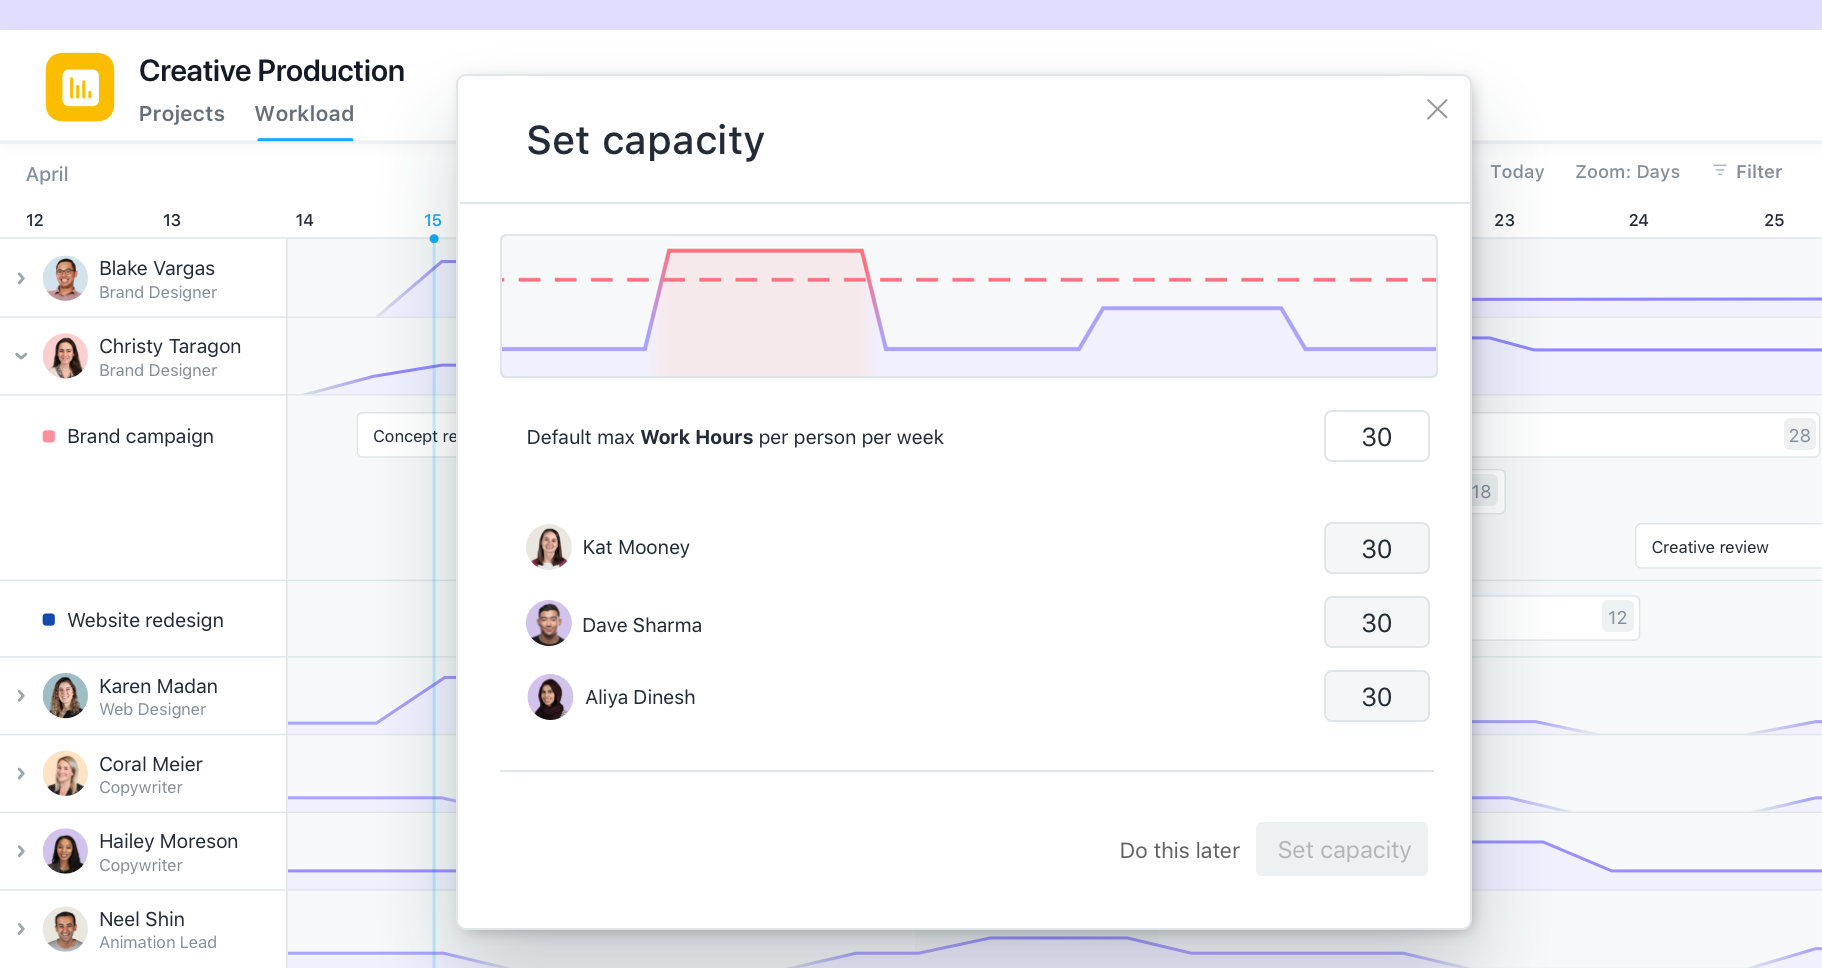 Creative Production
Projects Workload
April
Today Zoom: Days Filter
12 13 14 15 23 24 25
Blake Vargas
Brand Designer
Christy Taragon
Brand Designer
Brand campaign
Concept re
28
18
Creative review
Website redesign
12
Karen Madan
Web Designer
Coral Meier
Copywriter
Hailey Moreson
Copywriter
Neel Shin
Animation Lead
Set capacity
Default max Work Hours per person per week 30
Kat Mooney 30
Dave Sharma 30
Aliya Dinesh 30
Do this later Set capacity